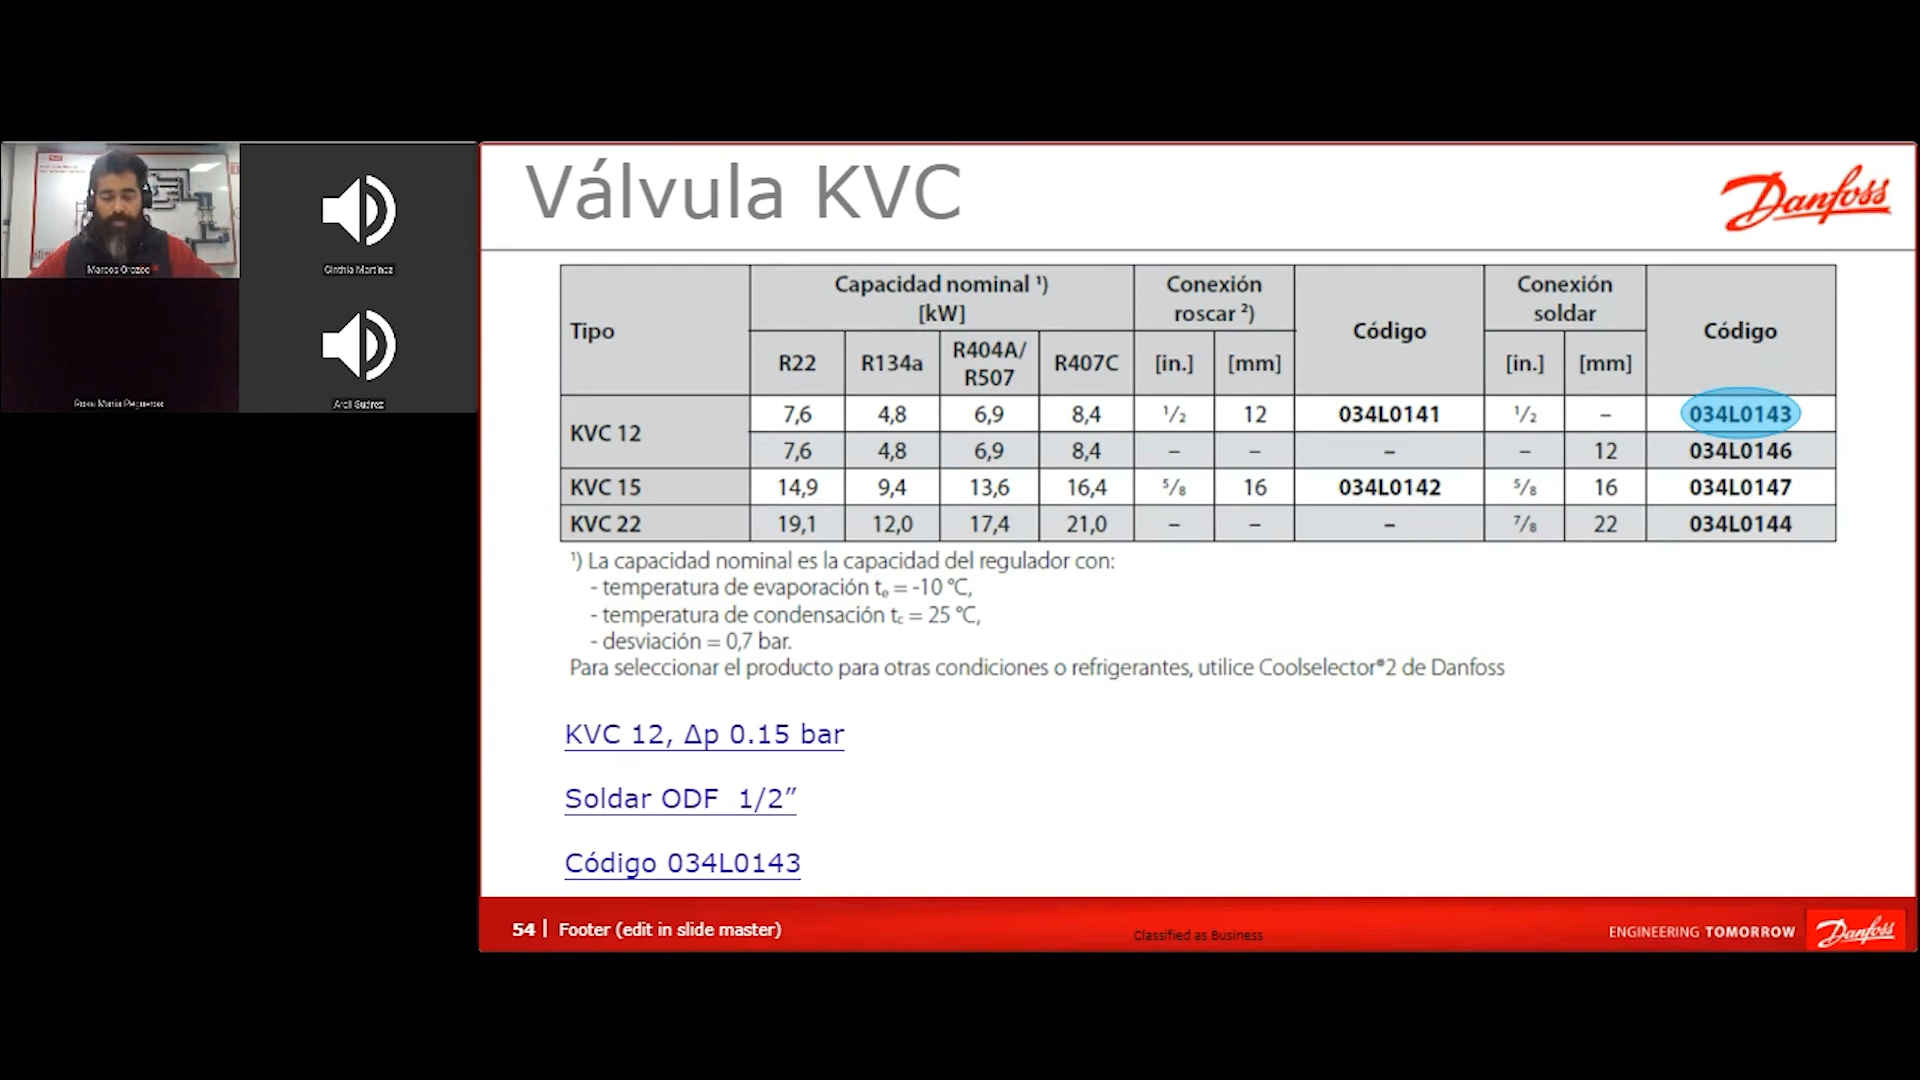 Marcos Orozco
Cinthia Martinez
Rosa Maria Pegueros
Areli Suárez
Válvula KVC
Danfoss
Tipo
Capacidad nominal ¹)
[kW]
Conexión
roscar ²)
Código
Conexión
soldar
Código
R22 R134a R404A/
R507 R407C [in.] [mm] [in.] [mm]
KVC 12 7,6 4,8 6,9 8,4 ¹/₂ 12 034L0141 ¹/₂ – 034L0143
7,6 4,8 6,9 8,4 – – – – 12 034L0146
KVC 15 14,9 9,4 13,6 16,4 ⁵/₈ 16 034L0142 ⁵/₈ 16 034L0147
KVC 22 19,1 12,0 17,4 21,0 – – – ⁷/₈ 22 034L0144
¹) La capacidad nominal es la capacidad del regulador con:
- temperatura de evaporación tₑ = -10 °C,
- temperatura de condensación t꜀ = 25 °C,
- desviación = 0,7 bar.
Para seleccionar el producto para otras condiciones o refrigerantes, utilice Coolselector®2 de Danfoss
KVC 12, Δp 0.15 bar
Soldar ODF 1/2”
Código 034L0143
54 | Footer (edit in slide master)
Classified as Business
ENGINEERING TOMORROW
Danfoss